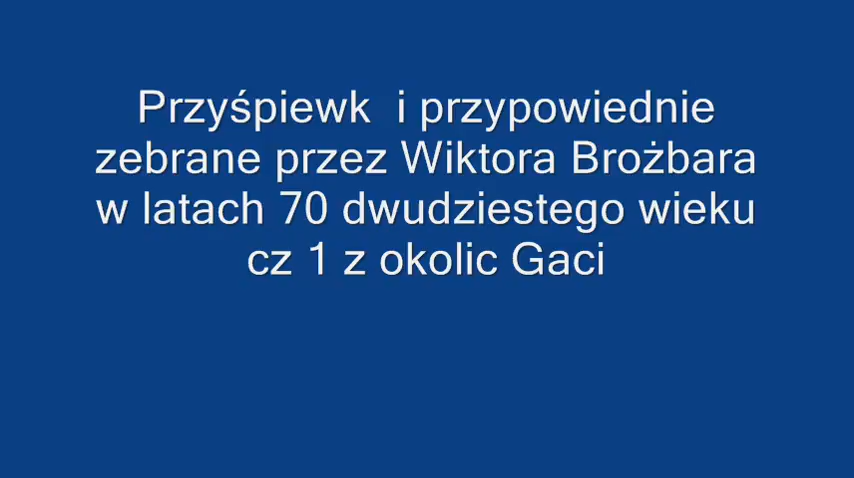 Przyśpiewk i przypowiednie
zebrane przez Wiktora Brożbara
w latach 70 dwudziestego wieku
cz 1 z okolic Gaci